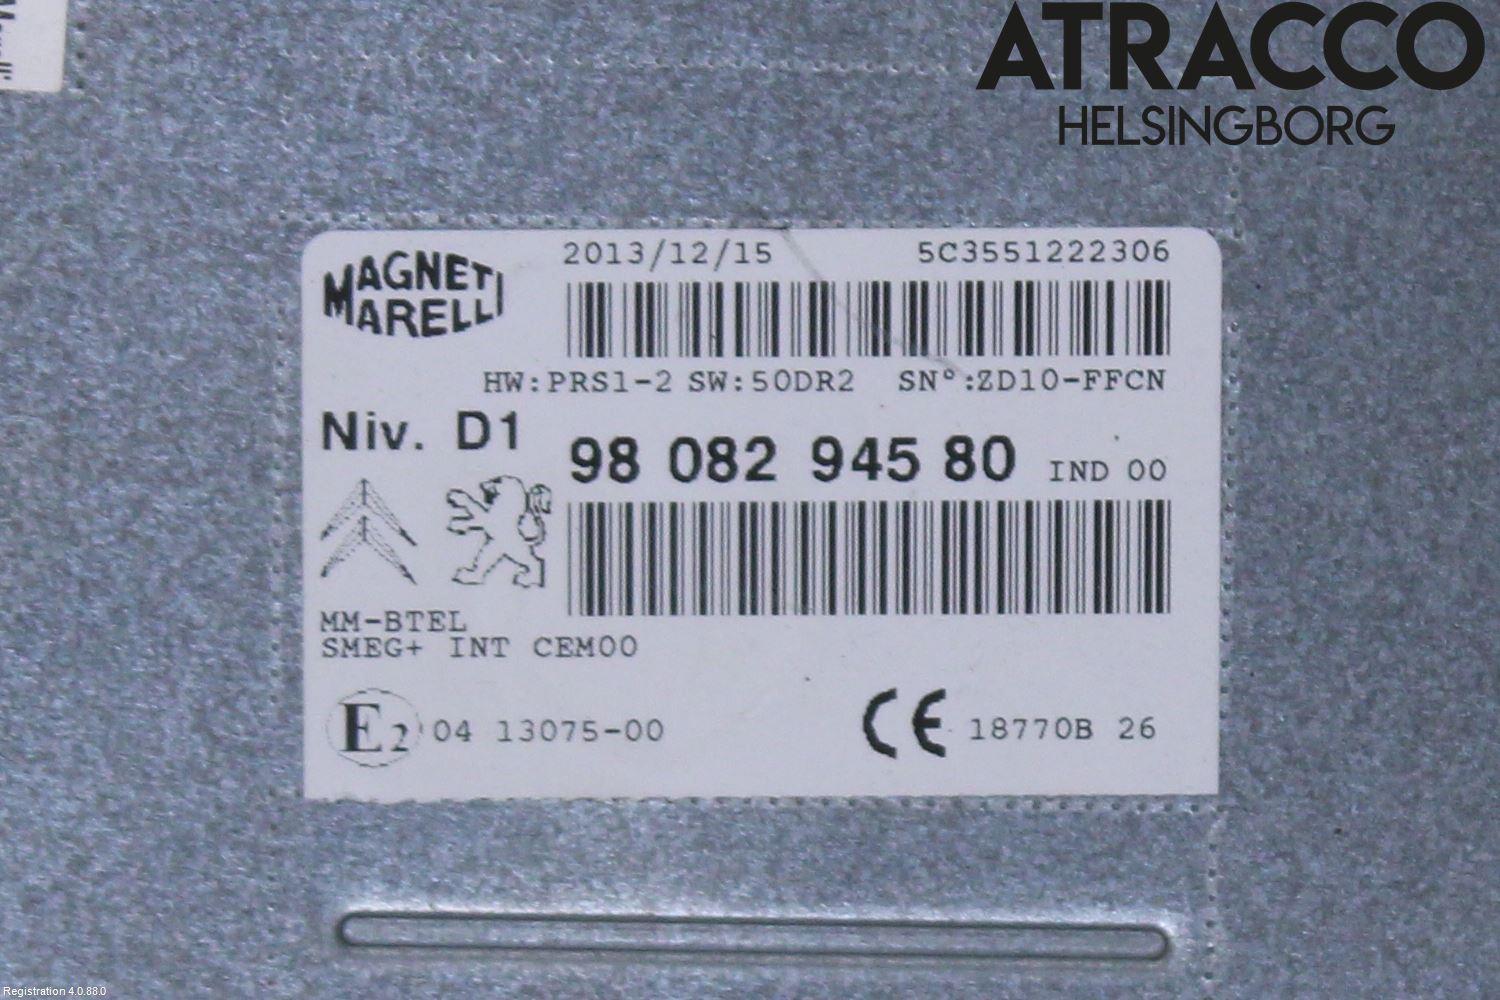 ATRACCO
HELSINGBORG
MAGNETI
MARELLI
2013/12/15 5C3551222306
HW:PRS1-2 SW:50DR2 SN°:ZD10-FFCN
Niv. D1
98 082 945 80 IND 00
MM-BTEL
SMEG+ INT CEM00
E2 04 13075-00
CE 18770B 26
Registration 4.0.88.0